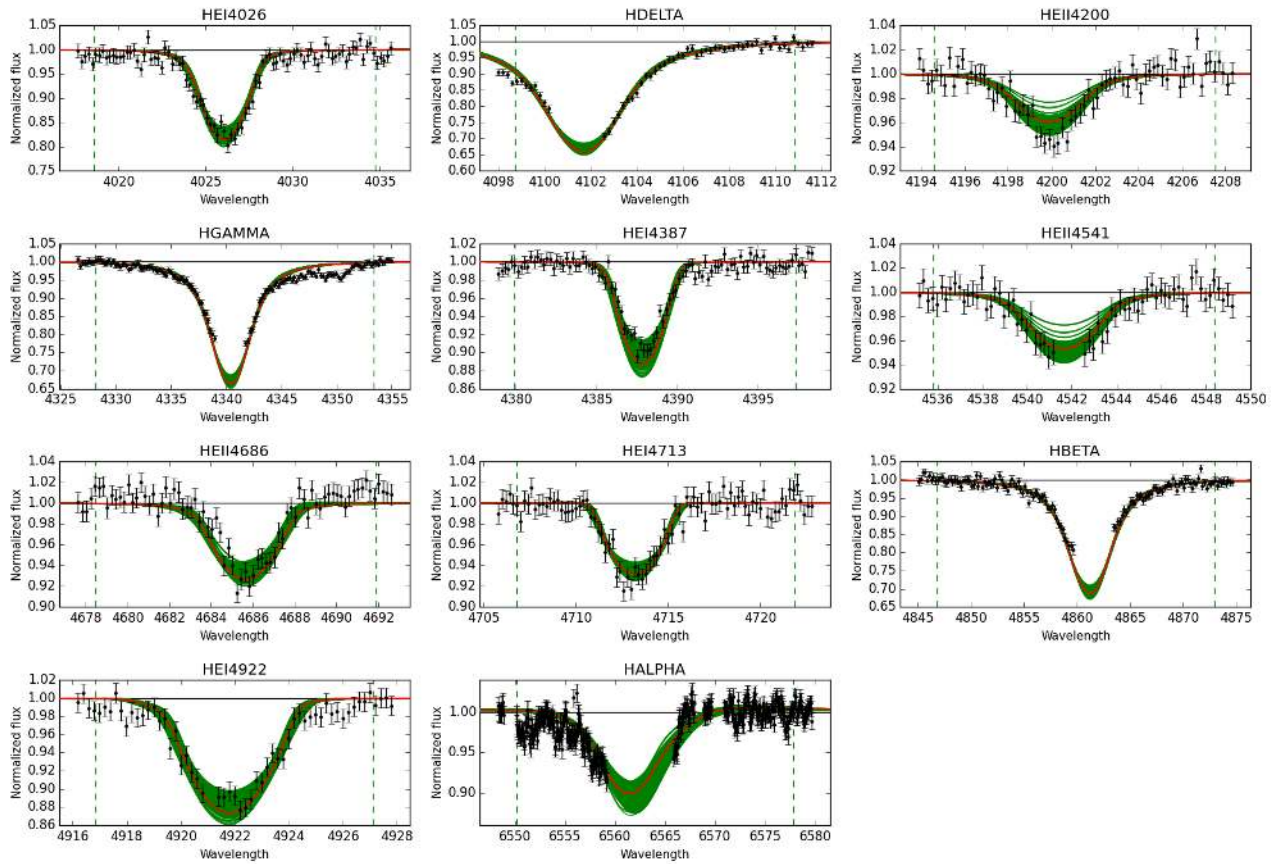 HEI4026
Normalized flux
1.05
1.00
0.95
0.90
0.85
0.80
0.75
4020 4025 4030 4035
Wavelength
HDELTA
Normalized flux
1.00
0.95
0.90
0.85
0.80
0.75
0.70
0.65
0.60
4098 4100 4102 4104 4106 4108 4110 4112
Wavelength
HEII4200
Normalized flux
1.04
1.02
1.00
0.98
0.96
0.94
0.92
4194 4196 4198 4200 4202 4204 4206 4208
Wavelength
HGAMMA
Normalized flux
1.05
1.00
0.95
0.90
0.85
0.80
0.75
0.70
0.65
4325 4330 4335 4340 4345 4350 4355
Wavelength
HEI4387
Normalized flux
1.02
1.00
0.98
0.96
0.94
0.92
0.90
0.88
0.86
4380 4385 4390 4395
Wavelength
HEII4541
Normalized flux
1.04
1.02
1.00
0.98
0.96
0.94
0.92
4536 4538 4540 4542 4544 4546 4548 4550
Wavelength
HEII4686
Normalized flux
1.04
1.02
1.00
0.98
0.96
0.94
0.92
0.90
4678 4680 4682 4684 4686 4688 4690 4692
Wavelength
HEI4713
Normalized flux
1.04
1.02
1.00
0.98
0.96
0.94
0.92
0.90
4705 4710 4715 4720
Wavelength
HBETA
Normalized flux
1.05
1.00
0.95
0.90
0.85
0.80
0.75
0.70
0.65
4845 4850 4855 4860 4865 4870 4875
Wavelength
HEI4922
Normalized flux
1.02
1.00
0.98
0.96
0.94
0.92
0.90
0.88
0.86
4916 4918 4920 4922 4924 4926 4928
Wavelength
HALPHA
Normalized flux
1.00
0.95
0.90
6550 6555 6560 6565 6570 6575 6580
Wavelength